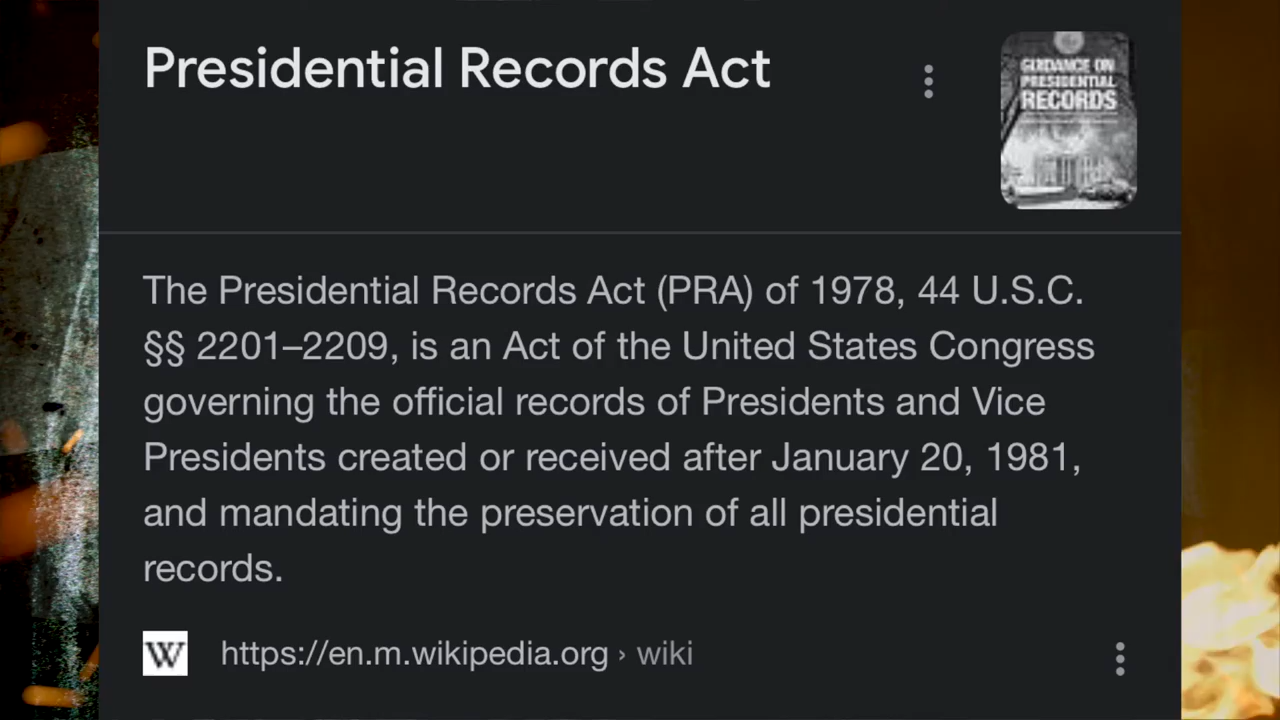 Presidential Records Act
GUIDANCE ON
PRESIDENTIAL
RECORDS
The Presidential Records Act (PRA) of 1978, 44 U.S.C.
§§ 2201–2209, is an Act of the United States Congress
governing the official records of Presidents and Vice
Presidents created or received after January 20, 1981,
and mandating the preservation of all presidential
records.
W https://en.m.wikipedia.org › wiki